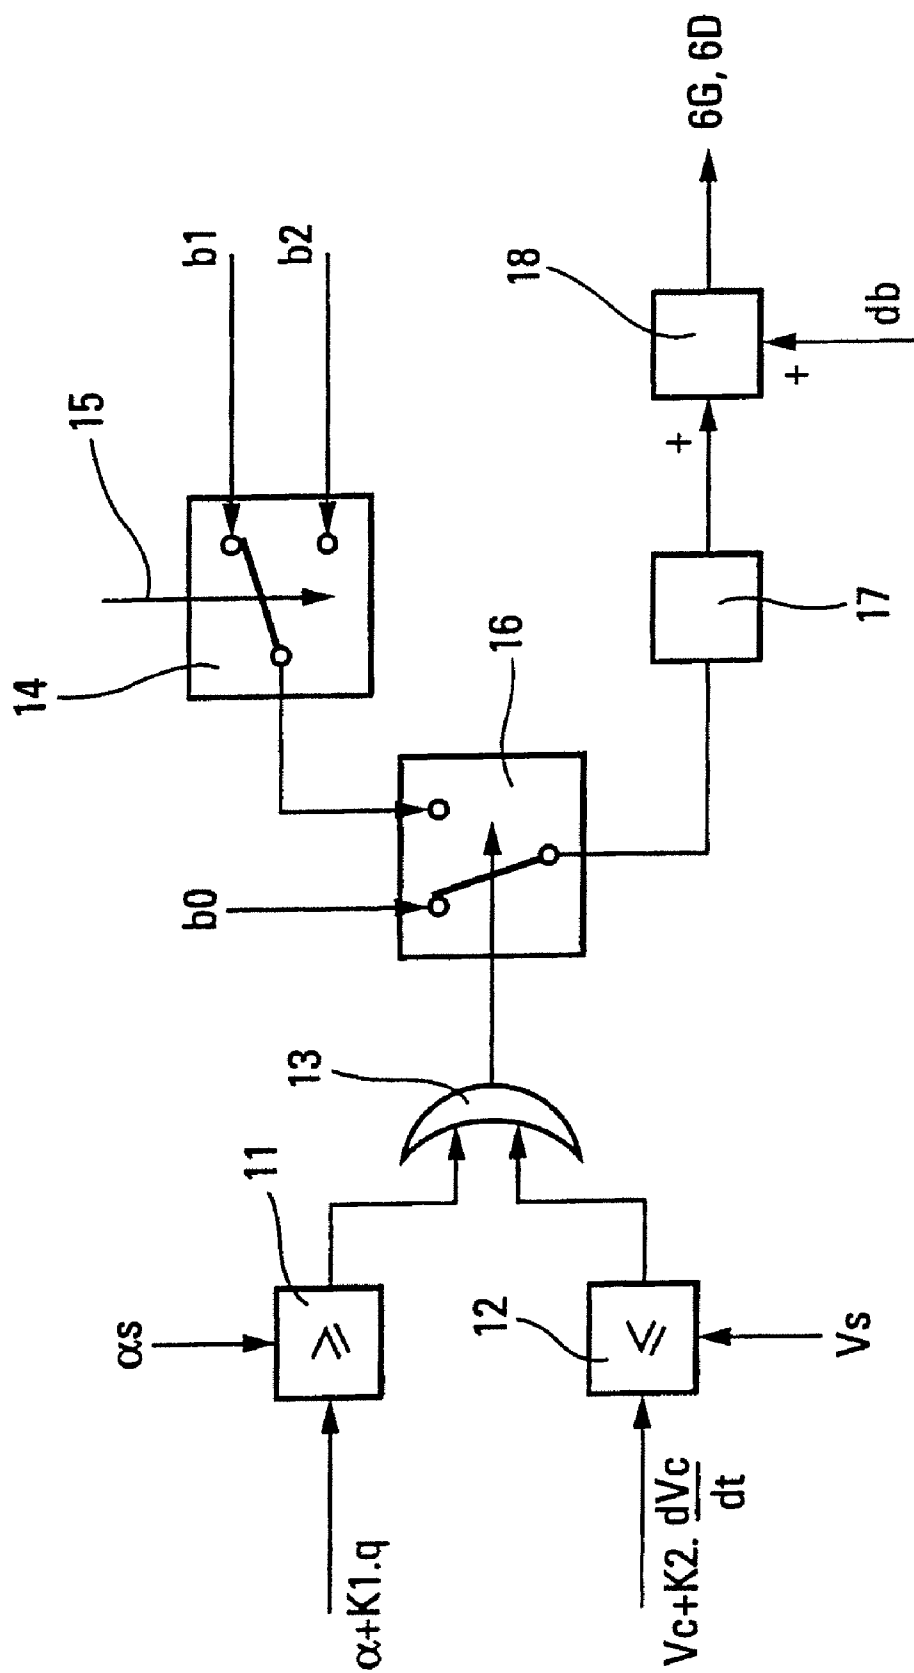 αs
11
≥
α+K1.q
12
≤
Vs
Vc+K2. dVc
dt
13
b0
16
14
15
b1
b2
17
+
+
18
db
6G, 6D